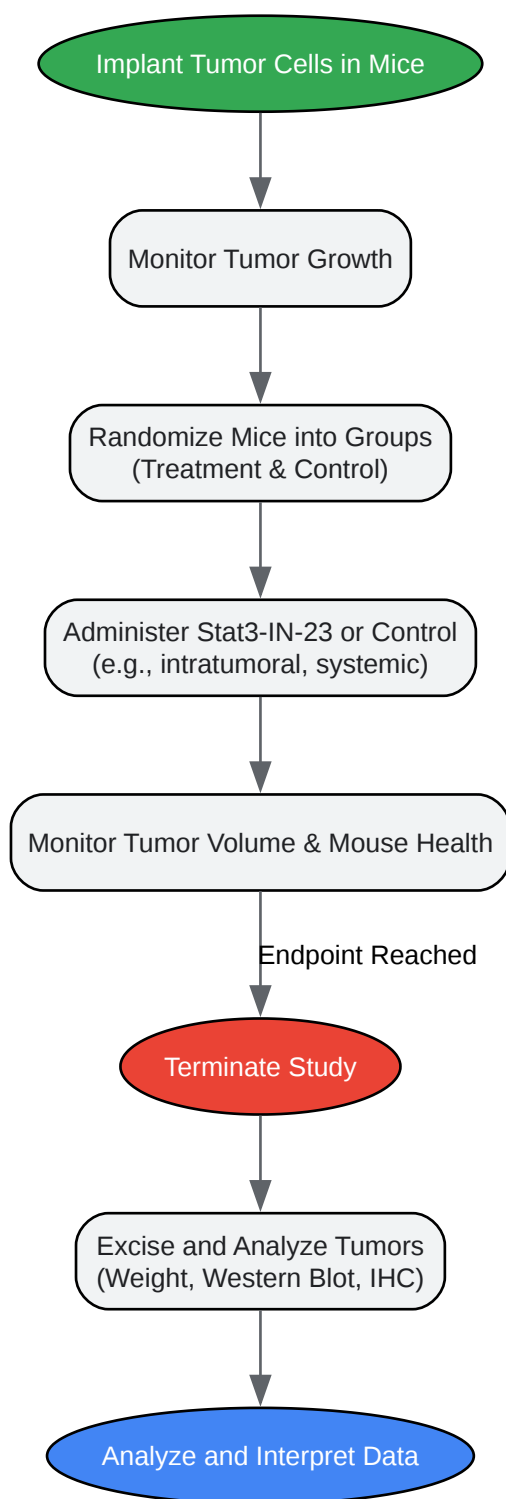 Implant Tumor Cells in Mice
Monitor Tumor Growth
Randomize Mice into Groups
(Treatment & Control)
Administer Stat3-IN-23 or Control
(e.g., intratumoral, systemic)
Monitor Tumor Volume & Mouse Health
Endpoint Reached
Terminate Study
Excise and Analyze Tumors
(Weight, Western Blot, IHC)
Analyze and Interpret Data